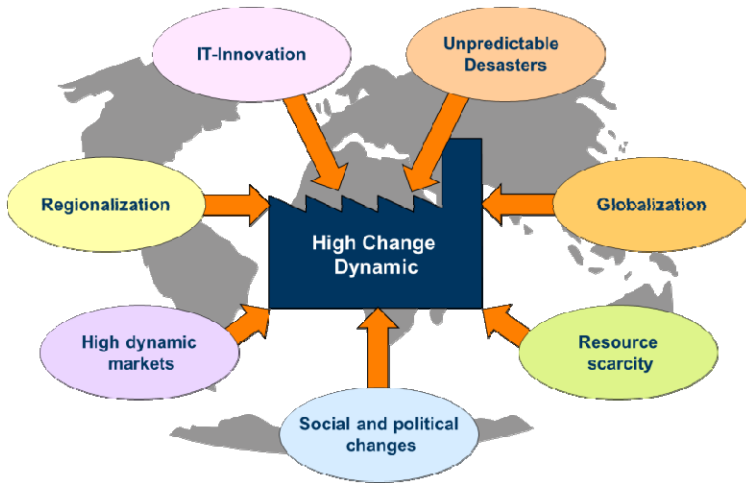 IT-Innovation
Unpredictable
Desasters
Regionalization
Globalization
High Change
Dynamic
High dynamic
markets
Resource
scarcity
Social and political
changes